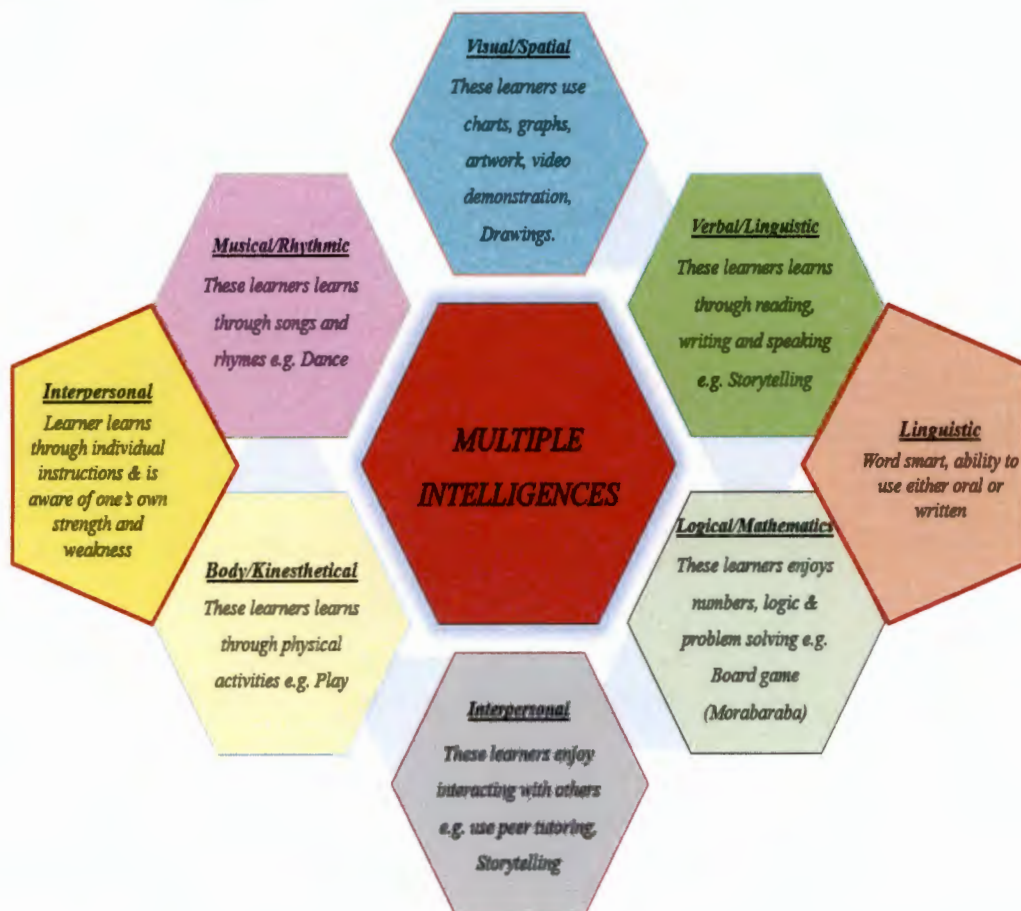 Visual/Spatial
These learners use
charts, graphs,
artwork, video
demonstration,
Drawings.
Musical/Rhythmic
These learners learns
through songs and
rhymes e.g. Dance
Verbal/Linguistic
These learners learns
through reading,
writing and speaking
e.g. Storytelling
Interpersonal
Learner learns
through individual
instructions & is
aware of one's own
strength and
weakness
MULTIPLE
INTELLIGENCES
Linguistic
Word smart, ability to
use either oral or
written
Body/Kinesthetical
These learners learns
through physical
activities e.g. Play
Logical/Mathematics
These learners enjoys
numbers, logic &
problem solving e.g.
Board game
(Morabaraba)
Interpersonal
These learners enjoy
interacting with others
e.g. use peer tutoring,
Storytelling